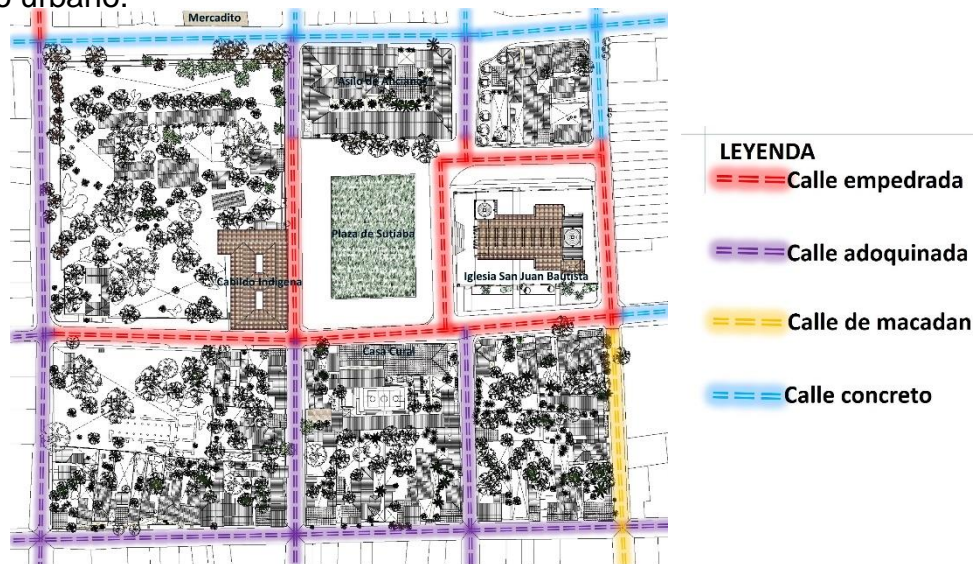 o urbano.
Mercadito
Asilo de Ancianos
Plaza de Sutiaba
Cabildo Indigena
Iglesia San Juan Bautista
Casa Cural
LEYENDA
Calle empedrada
Calle adoquinada
Calle de macadan
Calle concreto